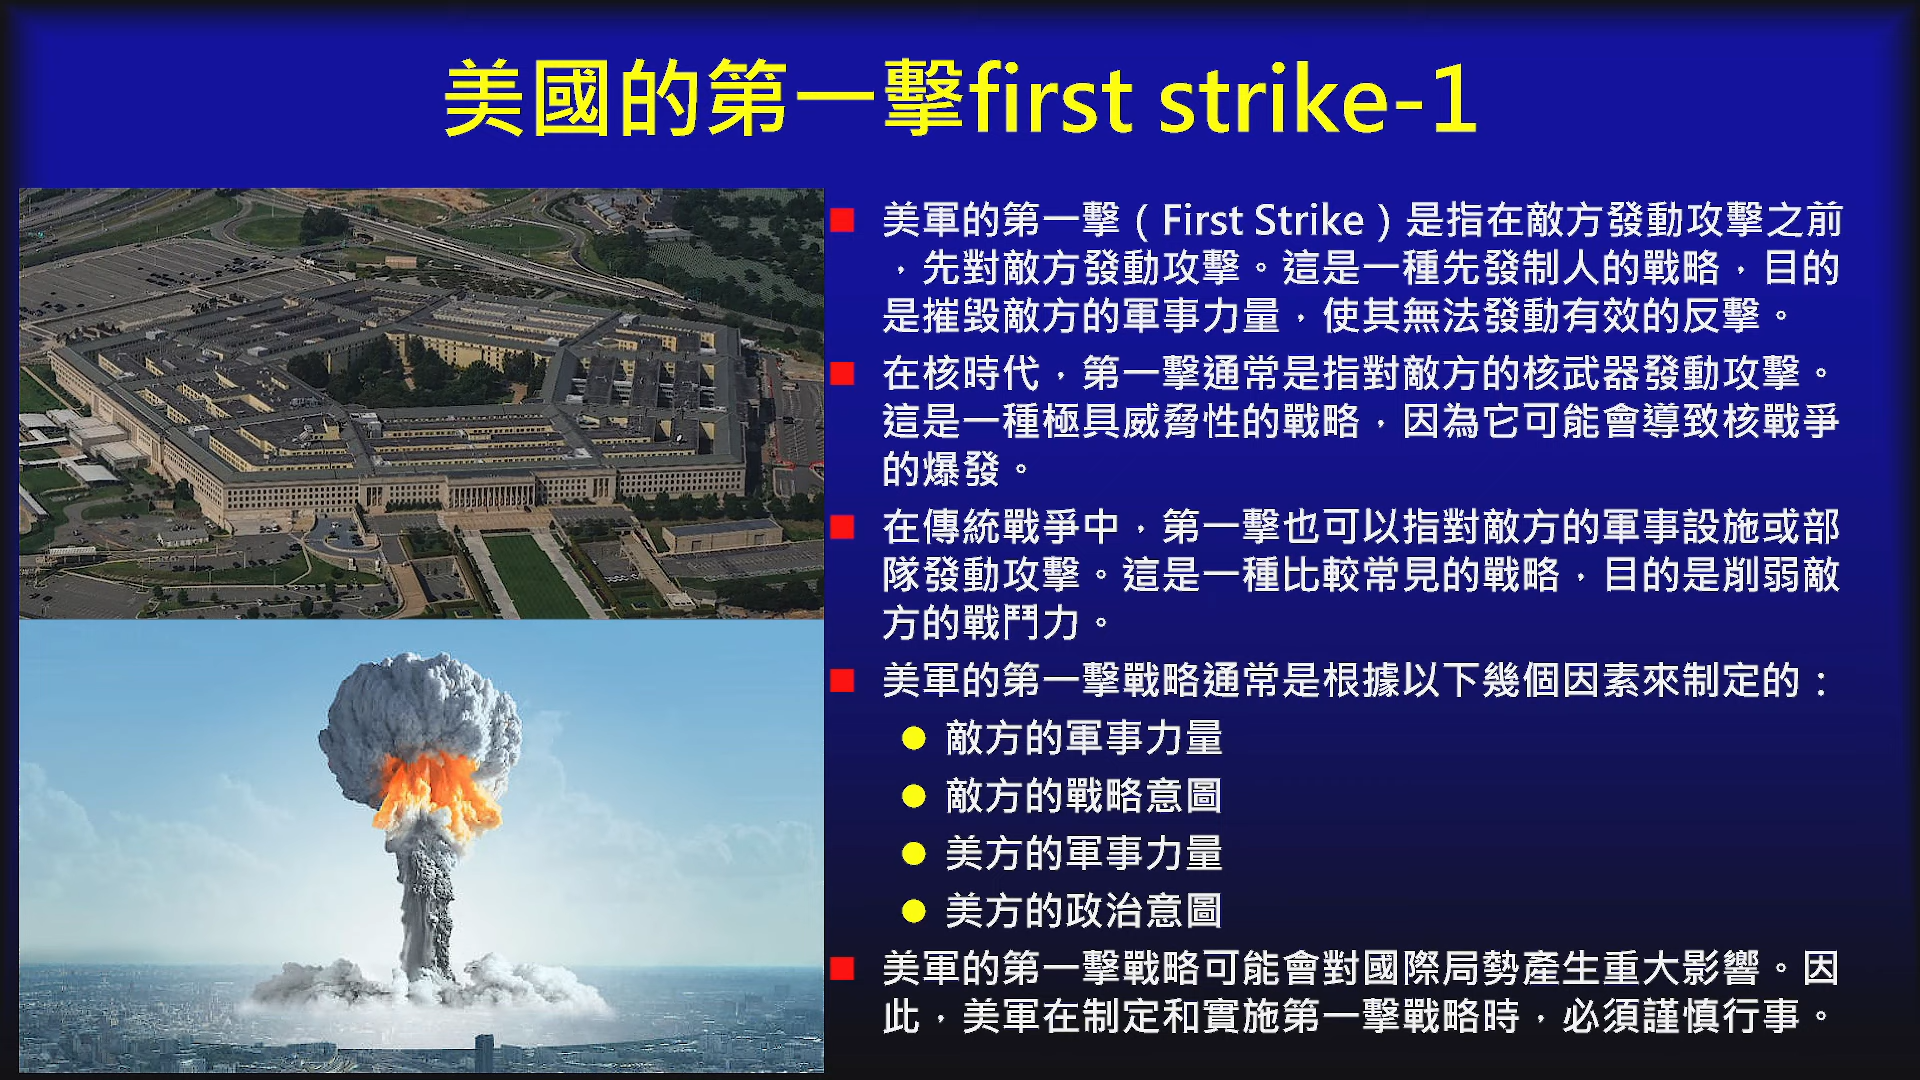 美國的第一擊first strike-1
美軍的第一擊（First Strike）是指在敵方發動攻擊之前
，先對敵方發動攻擊。這是一種先發制人的戰略，目的
是摧毀敵方的軍事力量，使其無法發動有效的反擊。
在核時代，第一擊通常是指對敵方的核武器發動攻擊。
這是一種極具威脅性的戰略，因為它可能會導致核戰爭
的爆發。
在傳統戰爭中，第一擊也可以指對敵方的軍事設施或部
隊發動攻擊。這是一種比較常見的戰略，目的是削弱敵
方的戰鬥力。
美軍的第一擊戰略通常是根據以下幾個因素來制定的：
敵方的軍事力量
敵方的戰略意圖
美方的軍事力量
美方的政治意圖
美軍的第一擊戰略可能會對國際局勢產生重大影響。因
此，美軍在制定和實施第一擊戰略時，必須謹慎行事。